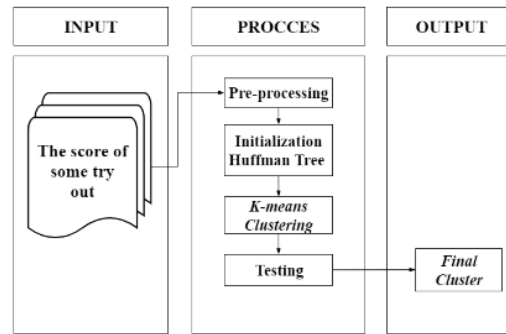 INPUT
PROCCES
OUTPUT
The score of
some try
out
Pre-processing
Initialization
Huffman Tree
K-means
Clustering
Testing
Final
Cluster